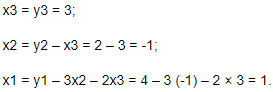 x3 = y3 = 3;
x2 = y2 – x3 = 2 – 3 = -1;
x1 = y1 – 3x2 – 2x3 = 4 – 3 (-1) – 2 × 3 = 1.